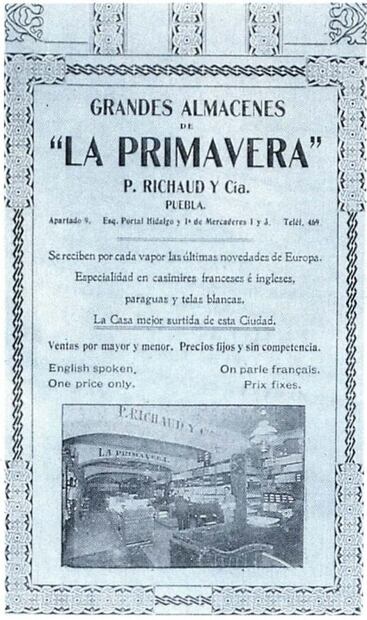 GRANDES ALMACENES
DE
"LA PRIMAVERA"
P. RICHAUD Y Cía.
PUEBLA.
Apartado 9. Esq. Portal Hidalgo y 1ª de Mercaderes 1 y 3. Teléf. 469
Se reciben por cada vapor las últimas novedades de Europa.
Especialidad en casimires franceses é ingleses,
paraguas y telas blancas.
La Casa mejor surtida de esta Ciudad.
Ventas por mayor y menor. Precios fijos y sin competencia.
English spoken. On parle français.
One price only. Prix fixes.
P. RICHAUD Y C
LA PRIMAVERA